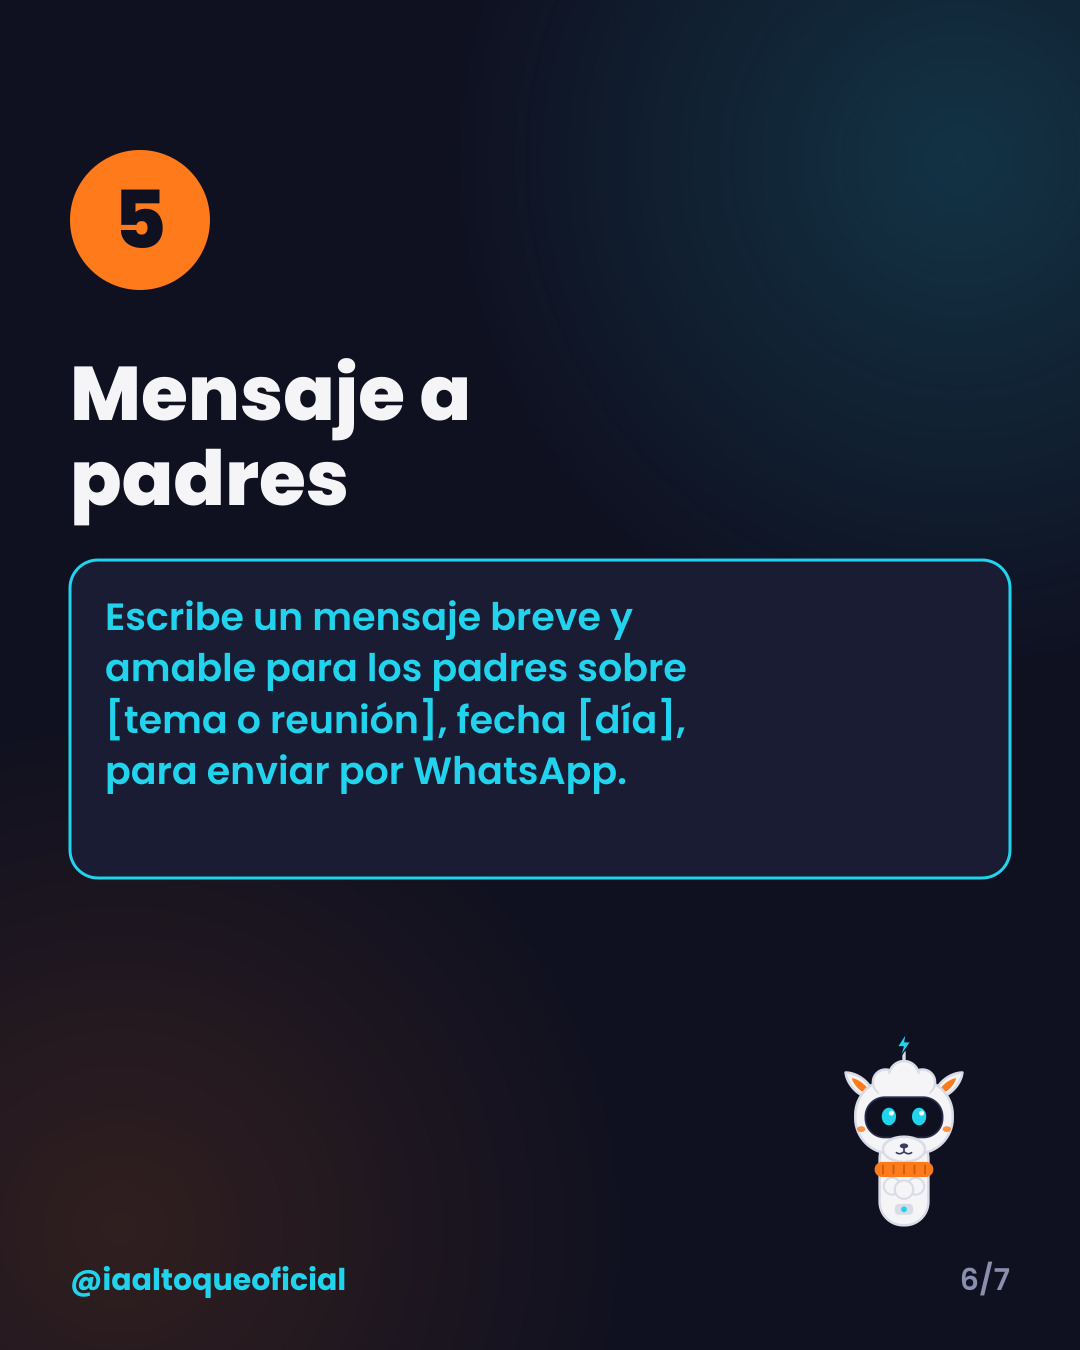 5
Mensaje a
padres
Escribe un mensaje breve y
amable para los padres sobre
[tema o reunión], fecha [día],
para enviar por WhatsApp.
@iaaltoqueoficial
6/7